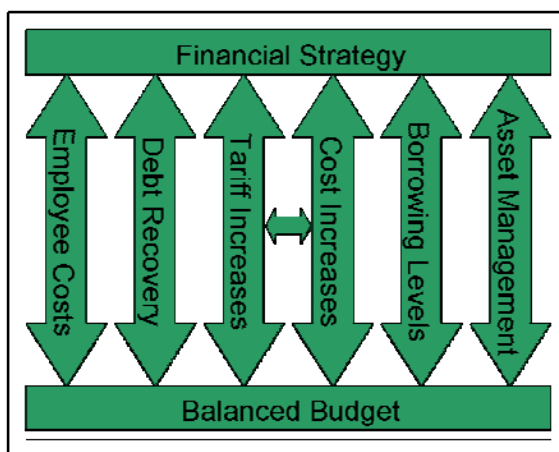 Financial Strategy
Employee Costs
Debt Recovery
Tariff Increases
Cost Increases
Borrowing Levels
Asset Management
Balanced Budget